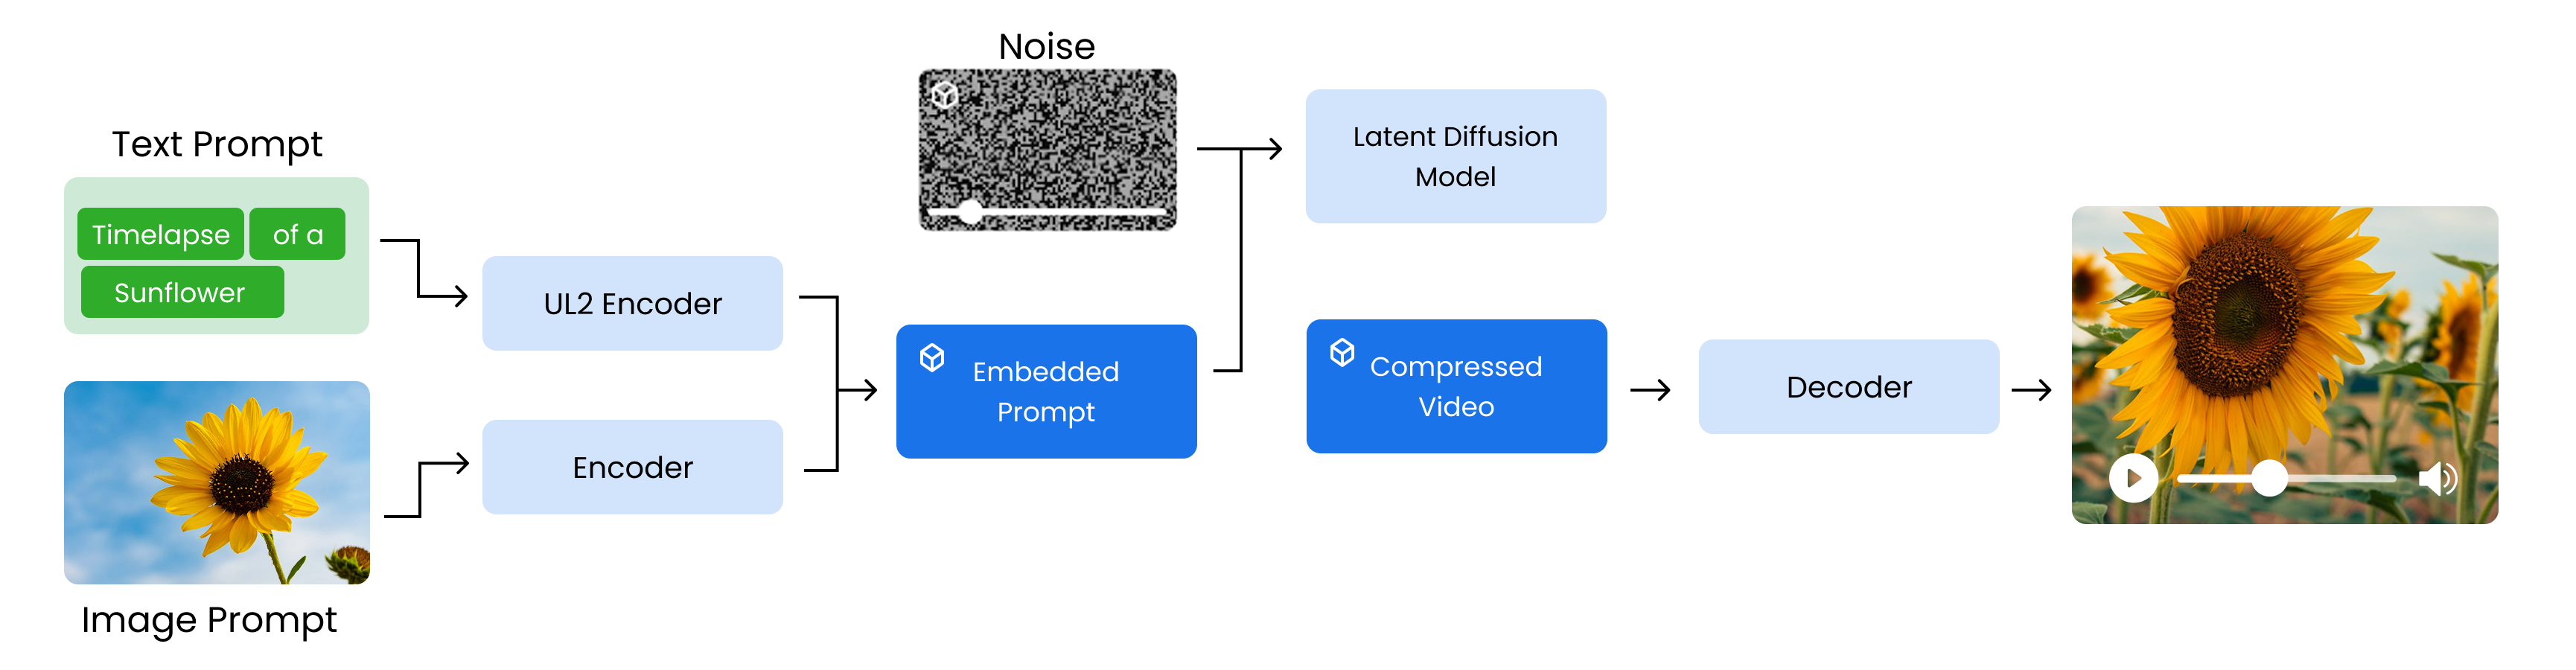 Text Prompt
Timelapse of a
Sunflower
Image Prompt
UL2 Encoder
Encoder
Noise
Embedded
Prompt
Latent Diffusion
Model
Compressed
Video
Decoder